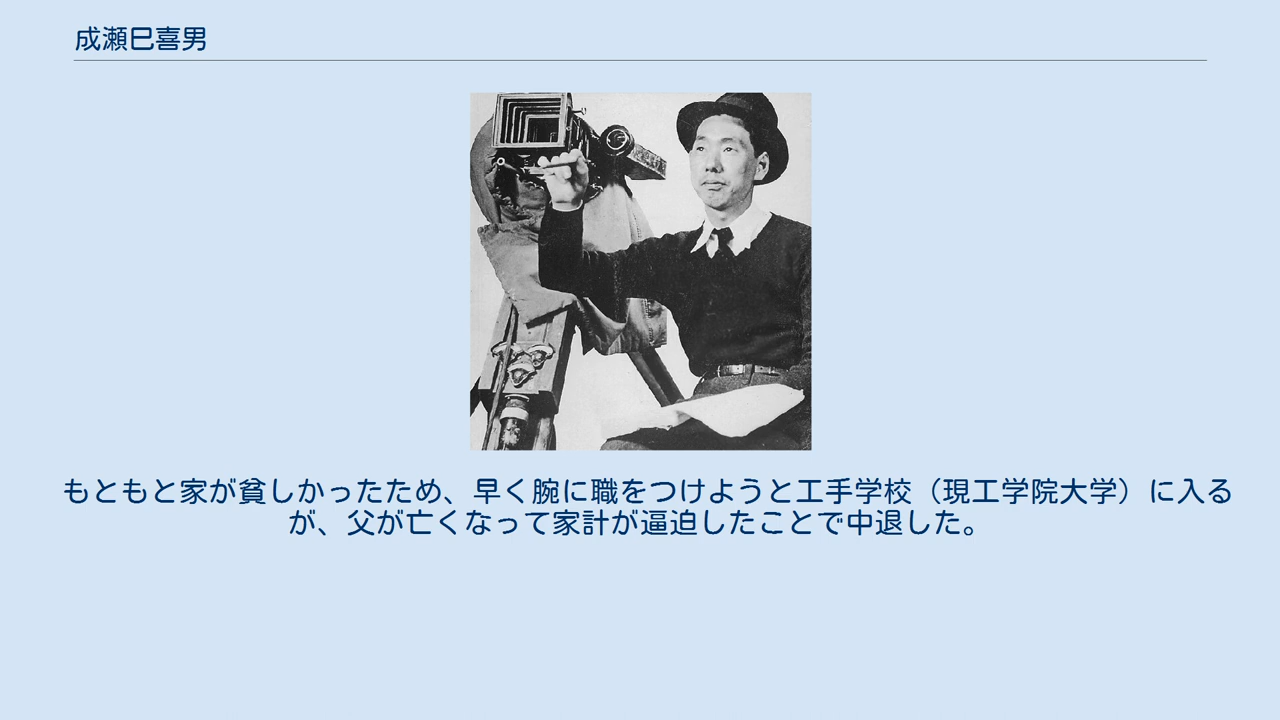 成瀬巳喜男
もともと家が貧しかったため、早く腕に職をつけようと工手学校（現工学院大学）に入る
が、父が亡くなって家計が逼迫したことで中退した。